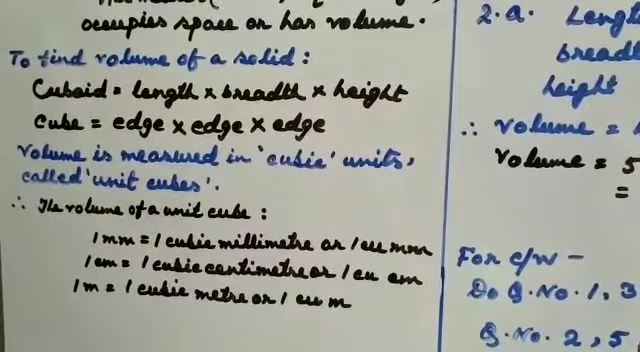 occupies space or has volume.
To find volume of a solid :
Cuboid = length x breadth x height
Cube = edge x edge x edge
Volume is measured in 'cubic' units,
called 'unit cubes'.
∴ The volume of a unit cube :
1 mm = 1 cubic millimetre or 1 cu mm
1 cm = 1 cubic centimetre or 1 cu cm
1 m = 1 cubic metre or 1 cu m
2. a. Length
breadt
height
∴ volume =
Volume = 5
=
For c/w -
Do Q. No. 1, 3
Q. No. 2, 5